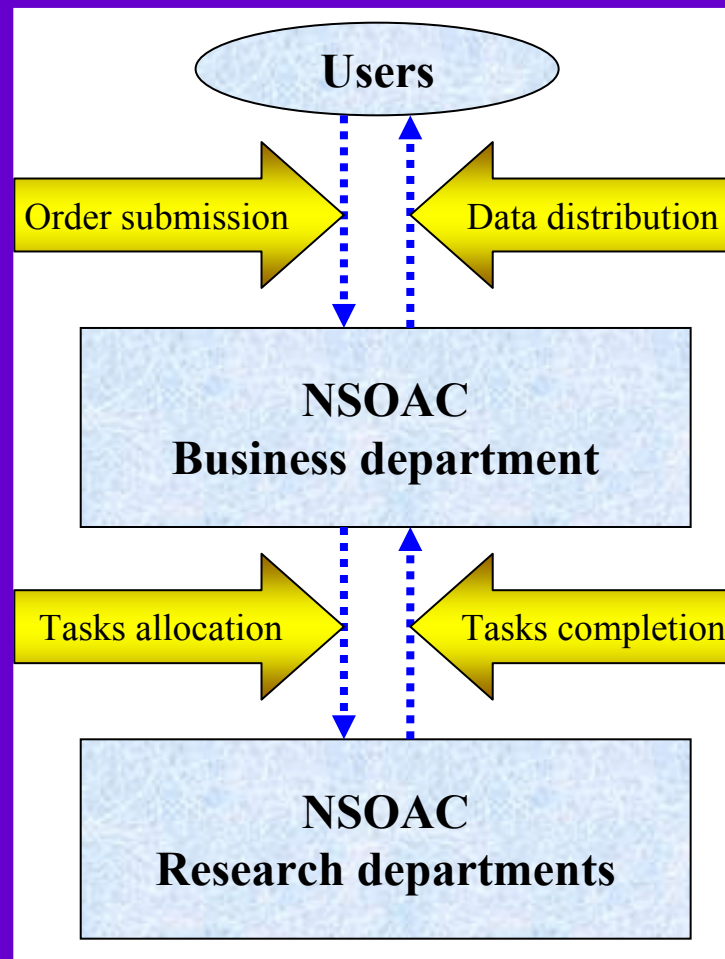 Users
Order submission
Data distribution
NSOAC
Business department
Tasks allocation
Tasks completion
NSOAC
Research departments